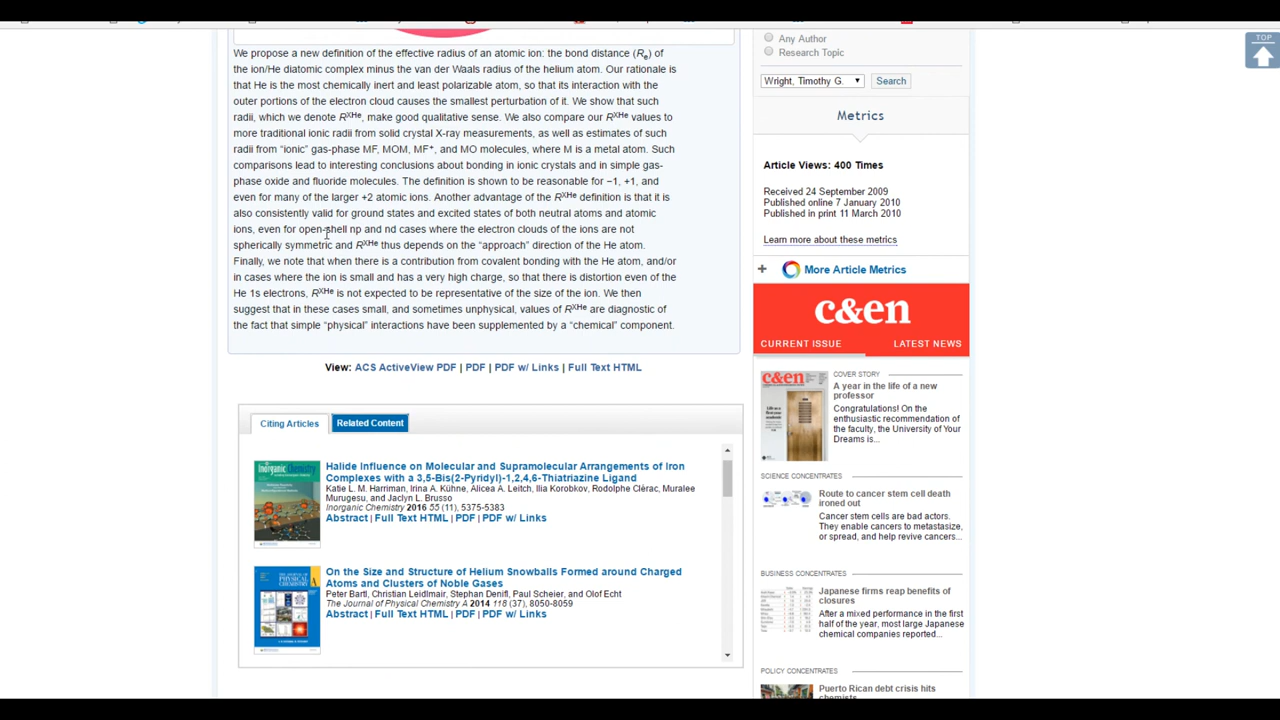 We propose a new definition of the effective radius of an atomic ion: the bond distance (Re) of
the ion/He diatomic complex minus the van der Waals radius of the helium atom. Our rationale is
that He is the most chemically inert and least polarizable atom, so that its interaction with the
outer portions of the electron cloud causes the smallest perturbation of it. We show that such
radii, which we denote RXHe, make good qualitative sense. We also compare our RXHe values to
more traditional ionic radii from solid crystal X-ray measurements, as well as estimates of such
radii from “ionic” gas-phase MF, MOM, MF+, and MO molecules, where M is a metal atom. Such
comparisons lead to interesting conclusions about bonding in ionic crystals and in simple gas-
phase oxide and fluoride molecules. The definition is shown to be reasonable for −1, +1, and
even for many of the larger +2 atomic ions. Another advantage of the RXHe definition is that it is
also consistently valid for ground states and excited states of both neutral atoms and atomic
ions, even for open-shell np and nd cases where the electron clouds of the ions are not
spherically symmetric and RXHe thus depends on the “approach” direction of the He atom.
Finally, we note that when there is a contribution from covalent bonding with the He atom, and/or
in cases where the ion is small and has a very high charge, so that there is distortion even of the
He 1s electrons, RXHe is not expected to be representative of the size of the ion. We then
suggest that in these cases small, and sometimes unphysical, values of RXHe are diagnostic of
the fact that simple “physical” interactions have been supplemented by a “chemical” component.
View: ACS ActiveView PDF | PDF | PDF w/ Links | Full Text HTML
Citing Articles
Related Content
Halide Influence on Molecular and Supramolecular Arrangements of Iron
Complexes with a 3,5-Bis(2-Pyridyl)-1,2,4,6-Thiatriazine Ligand
Katie L. M. Harriman, Irina A. Kühne, Alicea A. Leitch, Ilia Korobkov, Rodolphe Clérac, Muralee
Murugesu, and Jaclyn L. Brusso
Inorganic Chemistry 2016 55 (11), 5375-5383
Abstract | Full Text HTML | PDF | PDF w/ Links
On the Size and Structure of Helium Snowballs Formed around Charged
Atoms and Clusters of Noble Gases
Peter Bartl, Christian Leidlmair, Stephan Denifl, Paul Scheier, and Olof Echt
The Journal of Physical Chemistry A 2014 118 (37), 8050-8059
Abstract | Full Text HTML | PDF | PDF w/ Links
Any Author
Research Topic
Wright, Timothy G.
Search
Metrics
Article Views: 400 Times
Received 24 September 2009
Published online 7 January 2010
Published in print 11 March 2010
Learn more about these metrics
+ More Article Metrics
c&en
CURRENT ISSUE
LATEST NEWS
c&en
COVER STORY
A year in the life of a new
professor
Congratulations! On the
enthusiastic recommendation of
the faculty, the University of Your
Dreams is...
SCIENCE CONCENTRATES
Route to cancer stem cell death
ironed out
Cancer stem cells are bad actors.
They enable cancers to metastasize,
or spread, and help revive cancers...
BUSINESS CONCENTRATES
Japanese firms reap benefits of
closures
After a mixed performance in the first
half of the year, most large Japanese
chemical companies reported...
POLICY CONCENTRATES
Puerto Rican debt crisis hits
chemists
TOP